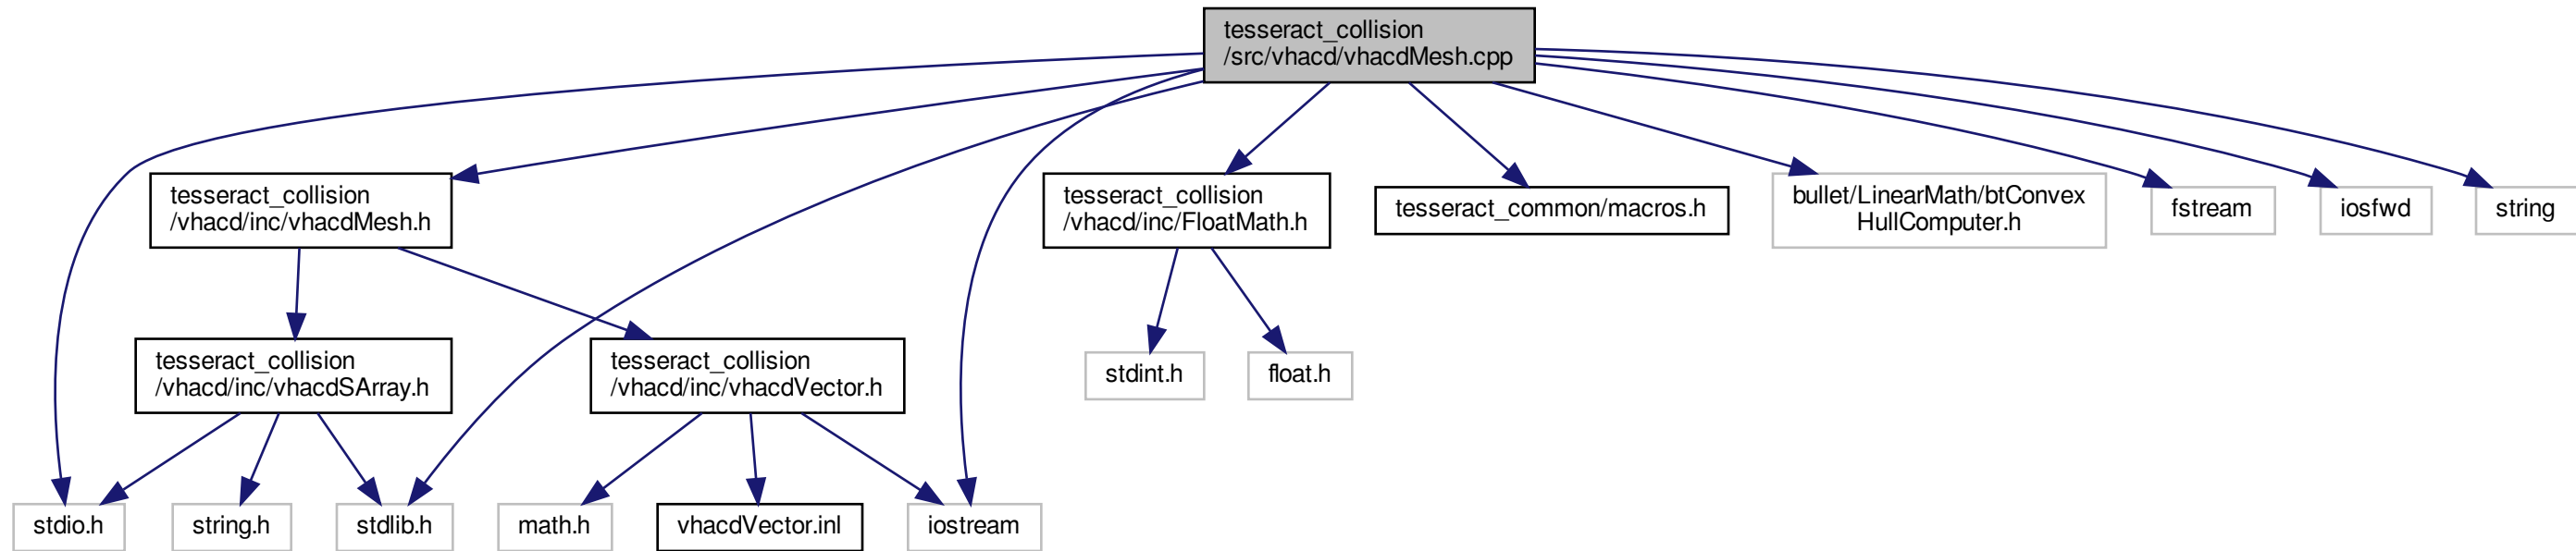 tesseract_collision
/src/vhacd/vhacdMesh.cpp
tesseract_collision
/vhacd/inc/vhacdMesh.h
tesseract_collision
/vhacd/inc/FloatMath.h
tesseract_common/macros.h
bullet/LinearMath/btConvex
HullComputer.h
fstream
iosfwd
string
tesseract_collision
/vhacd/inc/vhacdSArray.h
tesseract_collision
/vhacd/inc/vhacdVector.h
stdint.h
float.h
stdio.h
string.h
stdlib.h
math.h
vhacdVector.inl
iostream